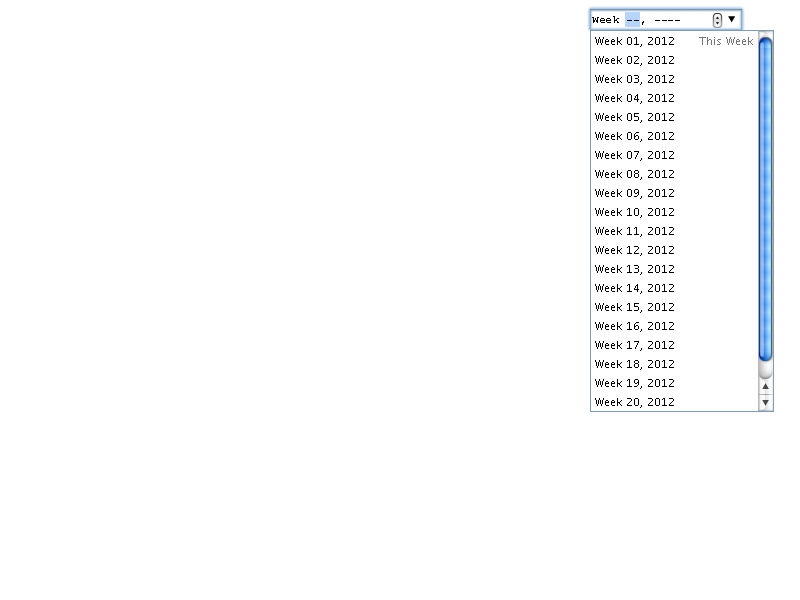 Week --, ----
Week 01, 2012 This Week
Week 02, 2012
Week 03, 2012
Week 04, 2012
Week 05, 2012
Week 06, 2012
Week 07, 2012
Week 08, 2012
Week 09, 2012
Week 10, 2012
Week 11, 2012
Week 12, 2012
Week 13, 2012
Week 14, 2012
Week 15, 2012
Week 16, 2012
Week 17, 2012
Week 18, 2012
Week 19, 2012
Week 20, 2012